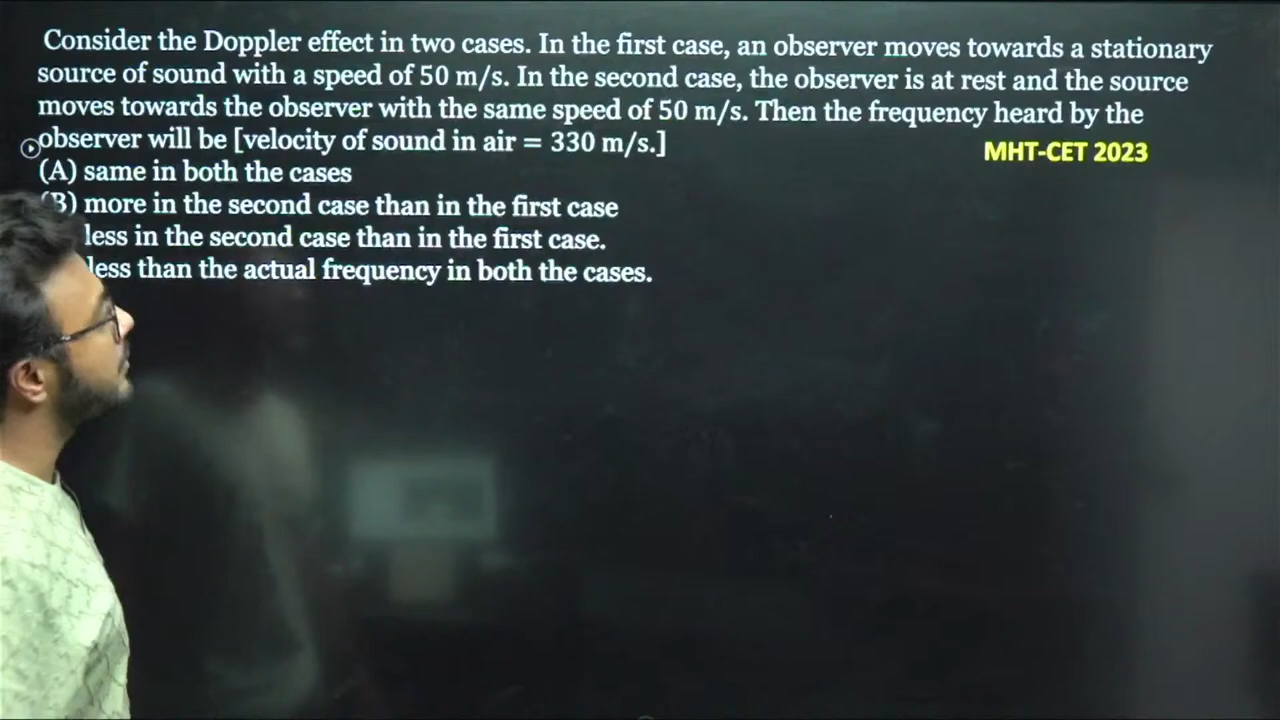 Consider the Doppler effect in two cases. In the first case, an observer moves towards a stationary
source of sound with a speed of 50 m/s. In the second case, the observer is at rest and the source
moves towards the observer with the same speed of 50 m/s. Then the frequency heard by the
observer will be [velocity of sound in air = 330 m/s.]
MHT-CET 2023
(A) same in both the cases
(B) more in the second case than in the first case
less in the second case than in the first case.
less than the actual frequency in both the cases.